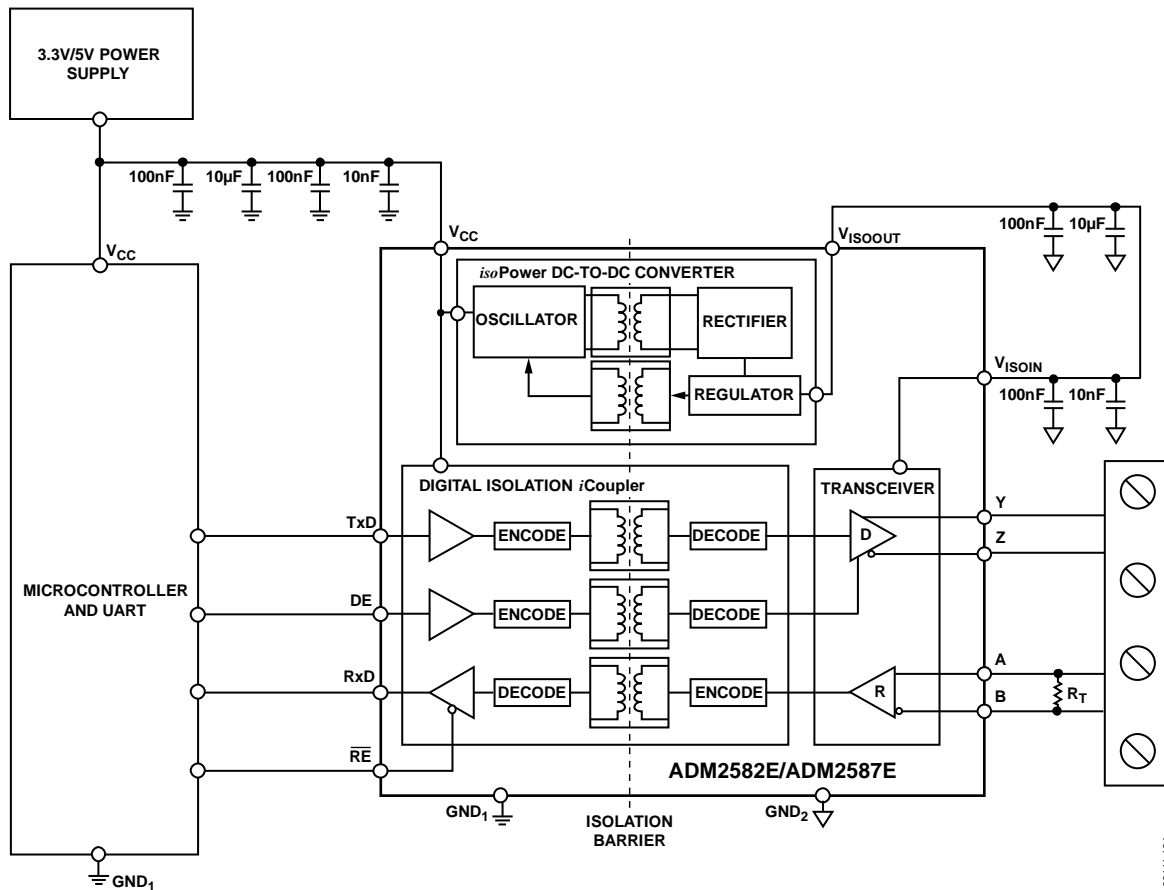 3.3V/5V POWER
SUPPLY
100nF
10µF
100nF
10nF
VCC
VCC
VISOOUT
100nF
10µF
isoPower DC-TO-DC CONVERTER
OSCILLATOR
RECTIFIER
REGULATOR
VISOIN
100nF
10nF
DIGITAL ISOLATION iCoupler
TRANSCEIVER
TxD
ENCODE
DECODE
D
Y
Z
MICROCONTROLLER
AND UART
DE
ENCODE
DECODE
RxD
DECODE
ENCODE
R
A
B
RT
RE
ADM2582E/ADM2587E
GND1
ISOLATION
BARRIER
GND2
GND1